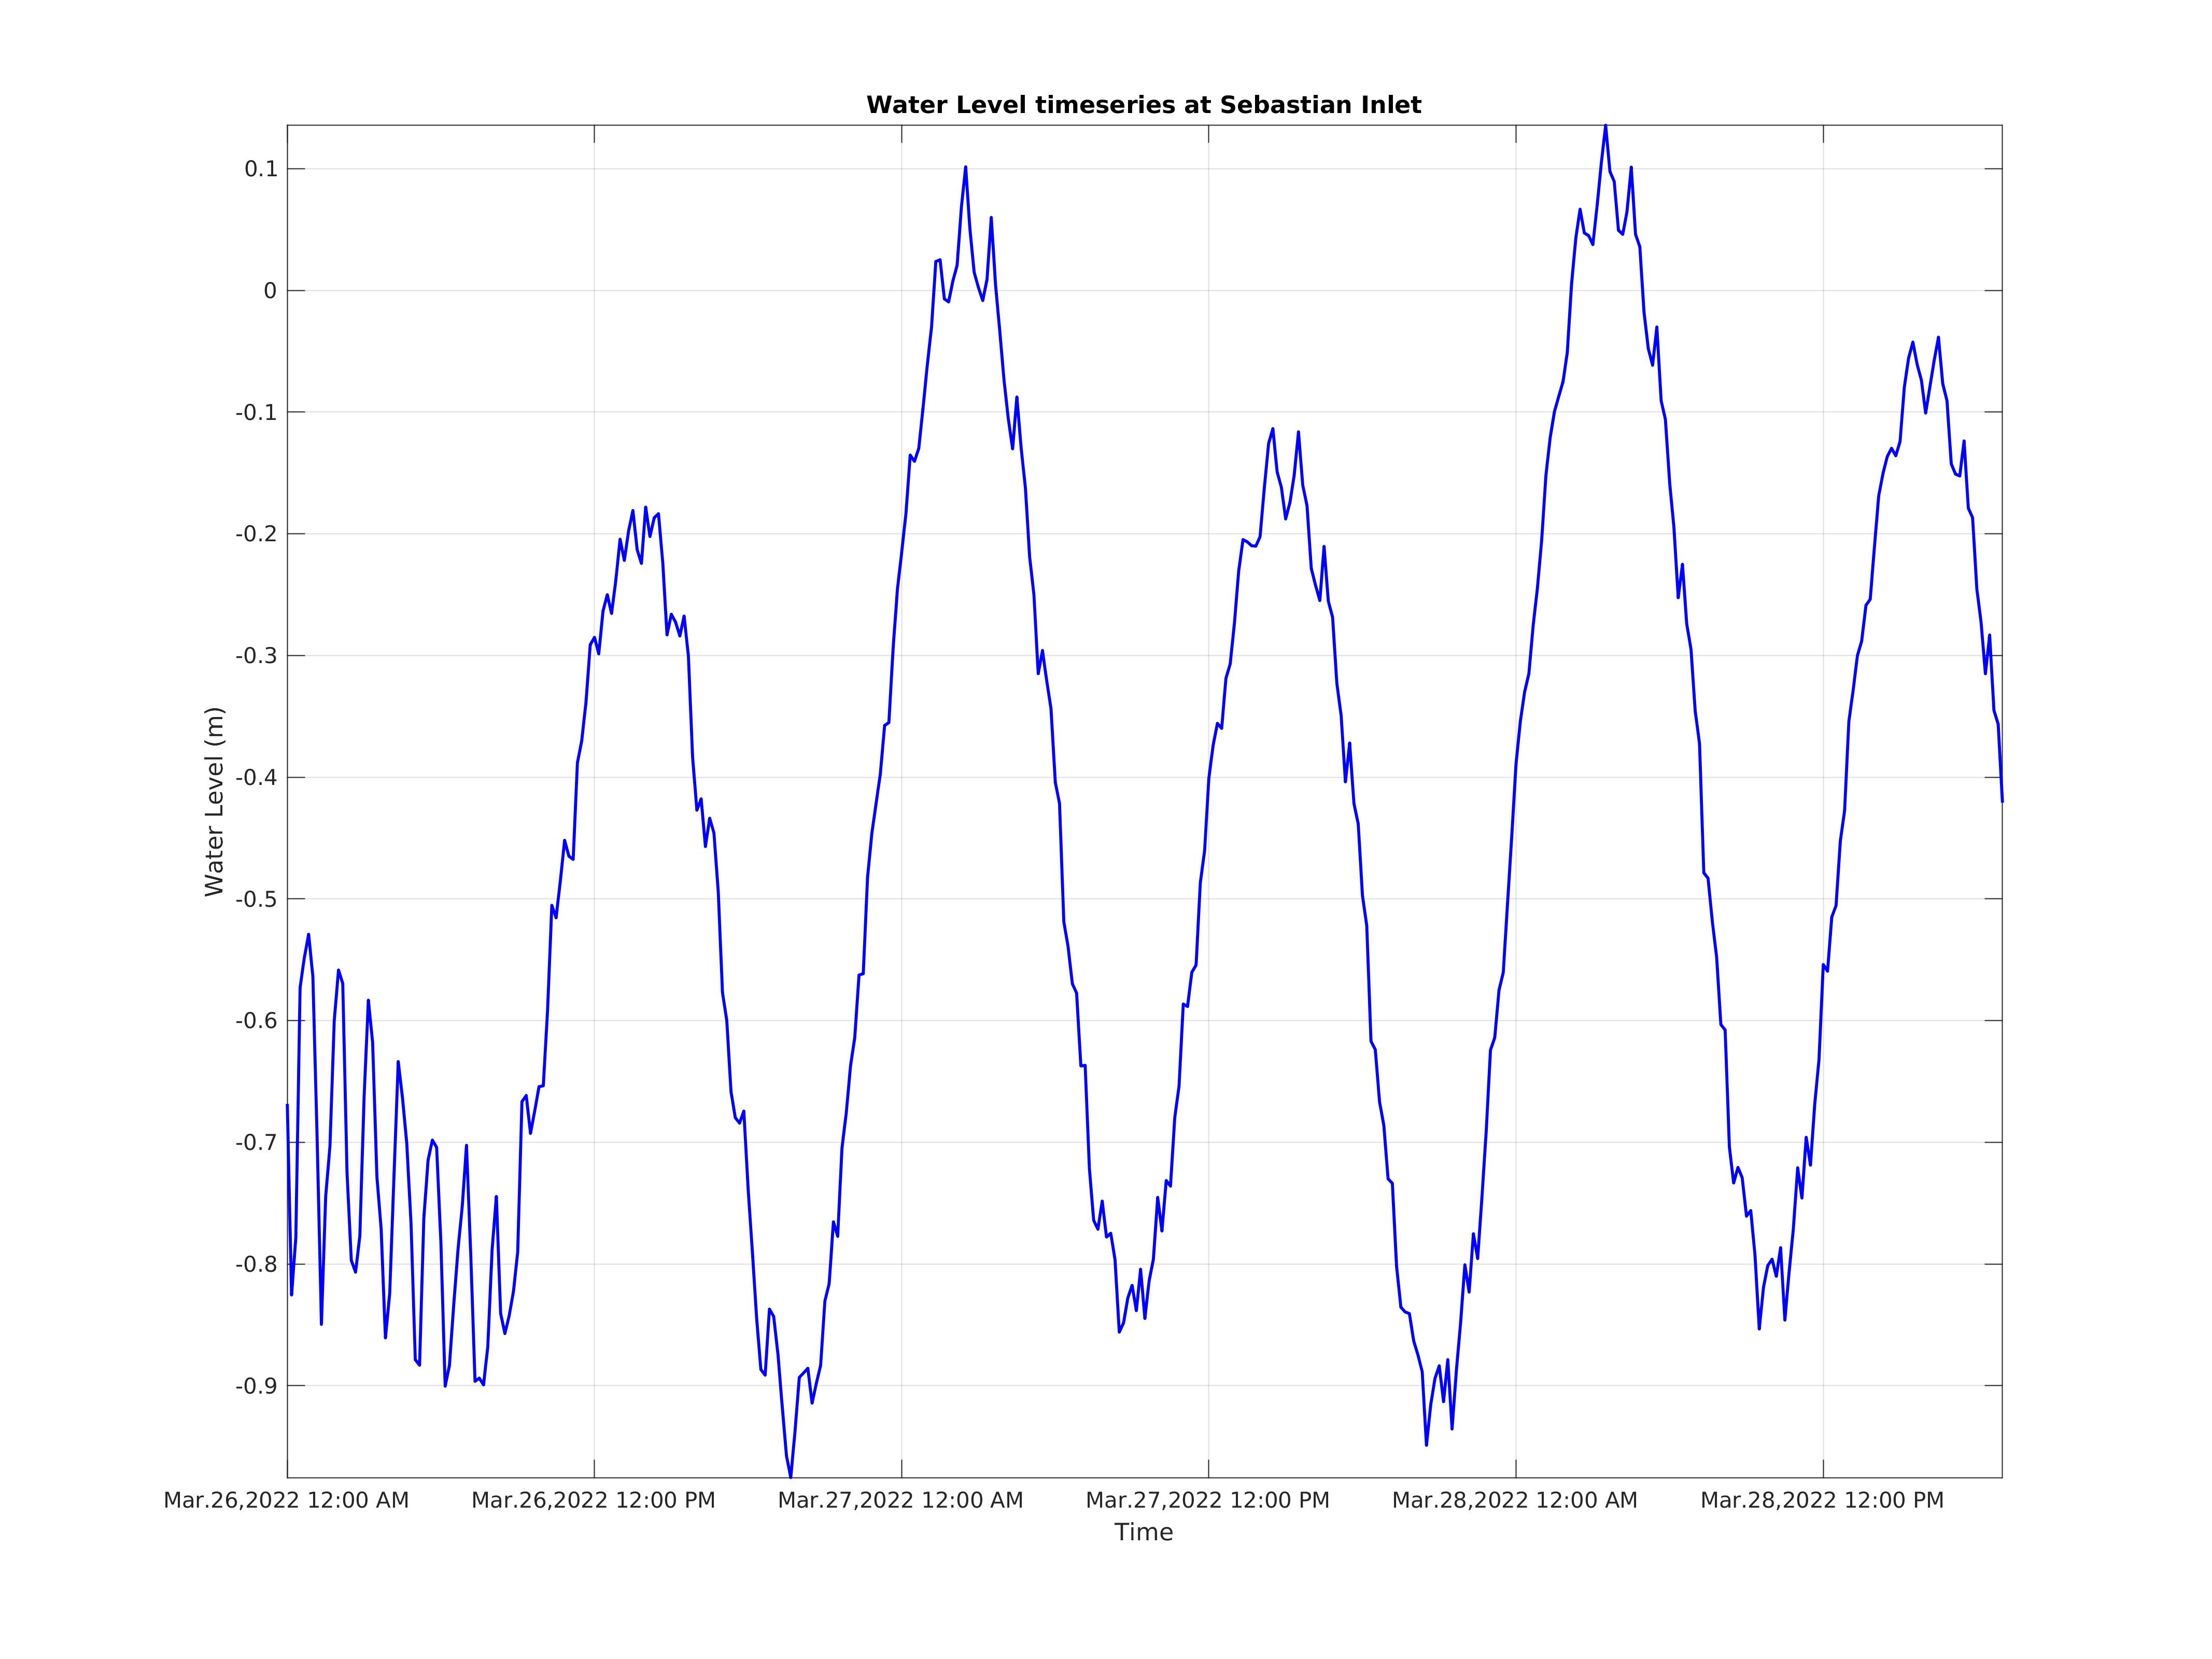 Water Level timeseries at Sebastian Inlet
0.1
0
-0.1
-0.2
-0.3
-0.4
-0.5
-0.6
-0.7
-0.8
-0.9
Water Level (m)
Mar.26,2022 12:00 AM
Mar.26,2022 12:00 PM
Mar.27,2022 12:00 AM
Mar.27,2022 12:00 PM
Mar.28,2022 12:00 AM
Mar.28,2022 12:00 PM
Time